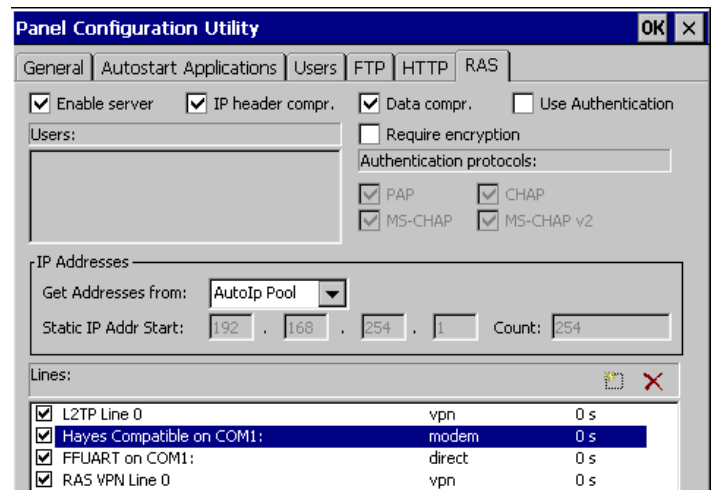 Panel Configuration Utility OK
General Autostart Applications Users FTP HTTP RAS
Enable server IP header compr. Data compr. Use Authentication
Users: Require encryption
Authentication protocols:
PAP CHAP
MS-CHAP MS-CHAP v2
IP Addresses
Get Addresses from: AutoIp Pool
Static IP Addr Start: 192 . 168 . 254 . 1 Count: 254
Lines:
L2TP Line 0 vpn 0 s
Hayes Compatible on COM1: modem 0 s
FFUART on COM1: direct 0 s
RAS VPN Line 0 vpn 0 s